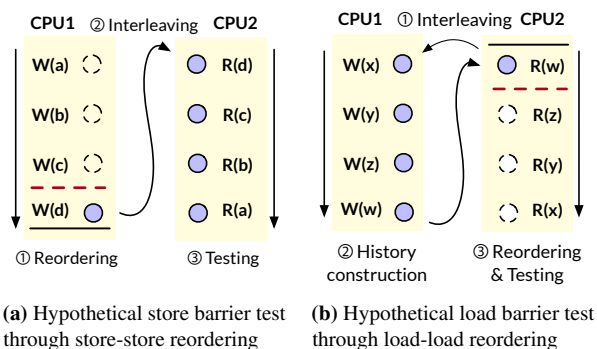 CPU1 ② Interleaving CPU2
W(a) R(d)
W(b) R(c)
W(c) R(b)
W(d) R(a)
① Reordering ③ Testing
(a) Hypothetical store barrier test
through store-store reordering
CPU1 ① Interleaving CPU2
W(x) R(w)
W(y) R(z)
W(z) R(y)
W(w) R(x)
② History
construction
③ Reordering
& Testing
(b) Hypothetical load barrier test
through load-load reordering